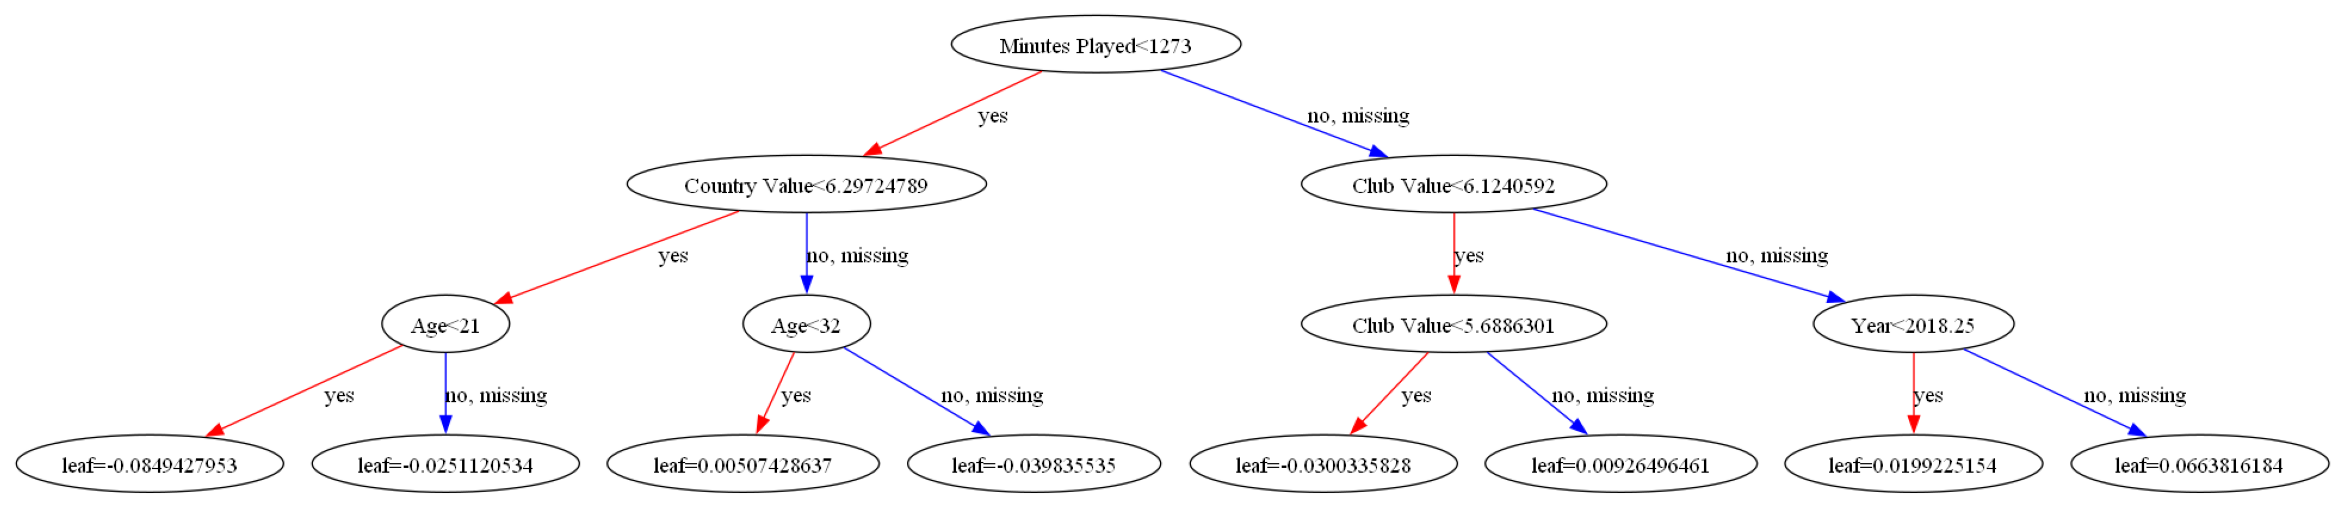 Minutes Played<1273
yes
no, missing
Country Value<6.29724789
Club Value<6.1240592
yes
no, missing
yes
no, missing
Age<21
Age<32
Club Value<5.6886301
Year<2018.25
yes
no, missing
yes
no, missing
yes
no, missing
yes
no, missing
leaf=-0.0849427953
leaf=-0.0251120534
leaf=0.00507428637
leaf=-0.039835535
leaf=-0.0300335828
leaf=0.00926496461
leaf=0.0199225154
leaf=0.0663816184